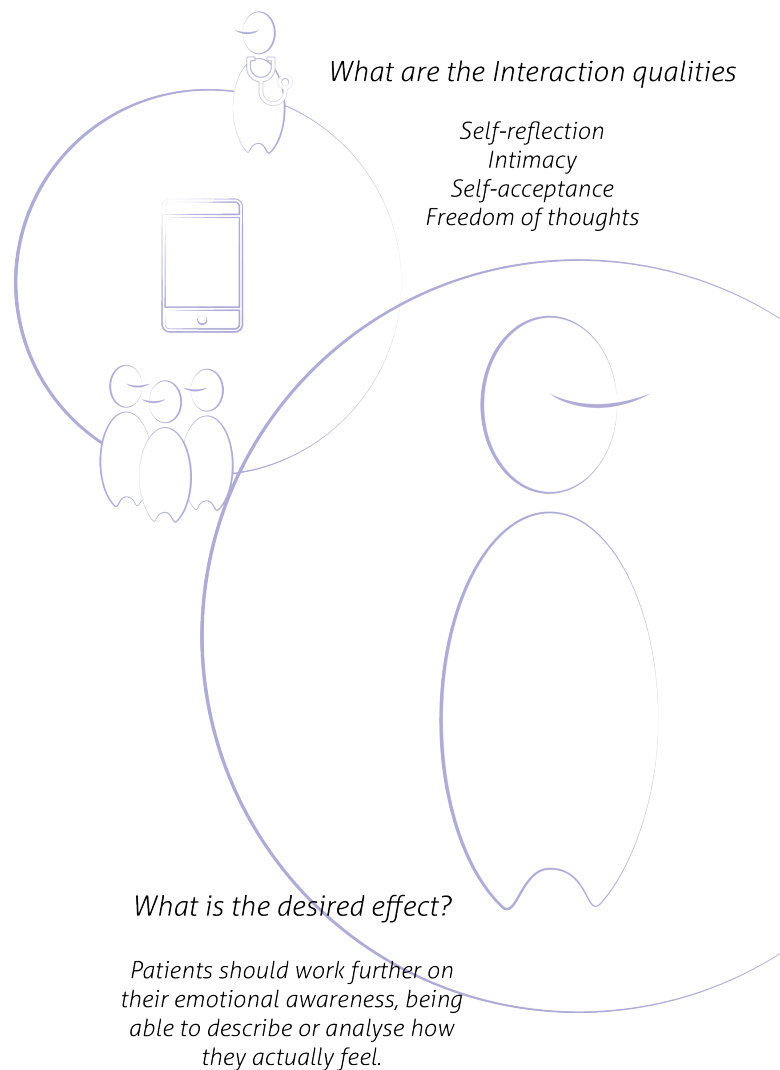 What are the Interaction qualities
Self-reflection
Intimacy
Self-acceptance
Freedom of thoughts
What is the desired effect?
Patients should work further on
their emotional awareness, being
able to describe or analyse how
they actually feel.